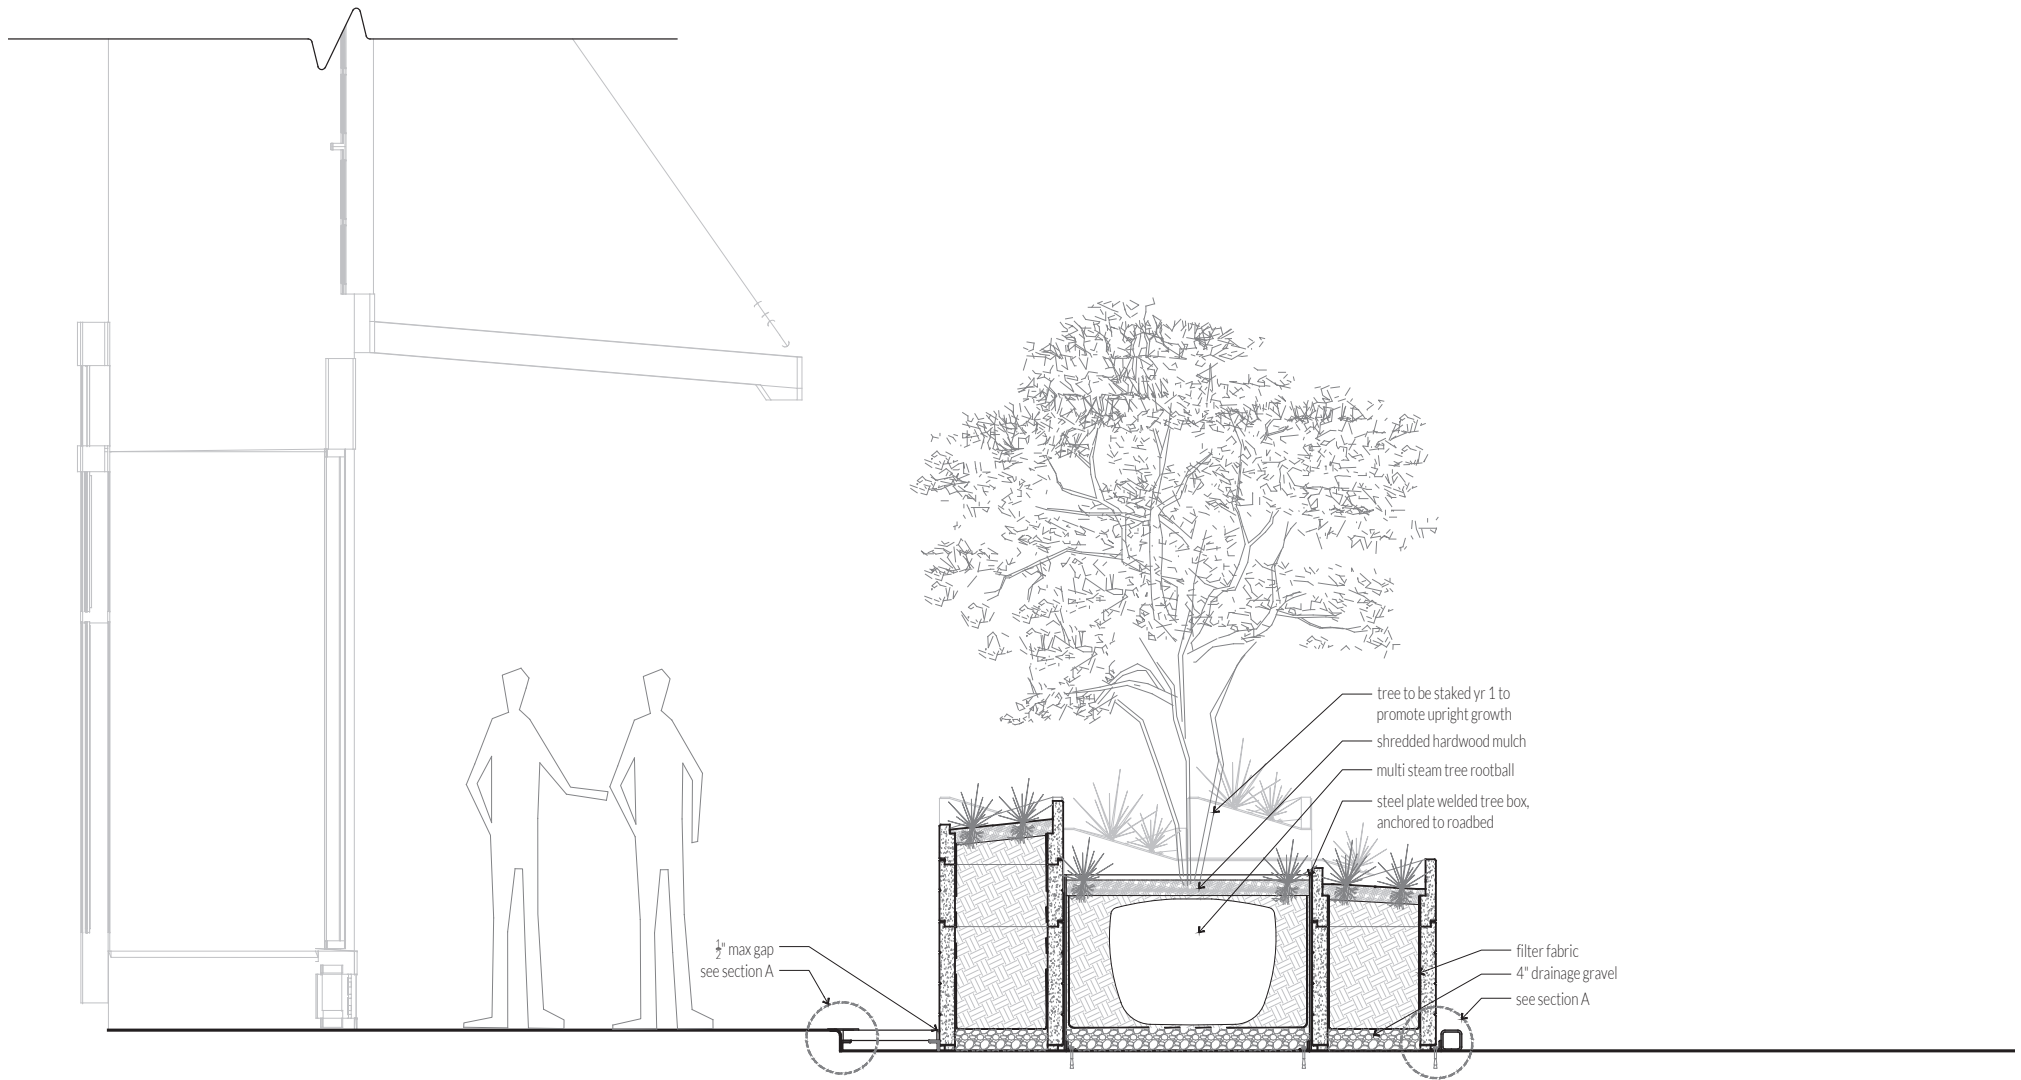 tree to be staked yr 1 to
promote upright growth
shredded hardwood mulch
multi steam tree rootball
steel plate welded tree box,
anchored to roadbed
½" max gap
see section A
filter fabric
4" drainage gravel
see section A